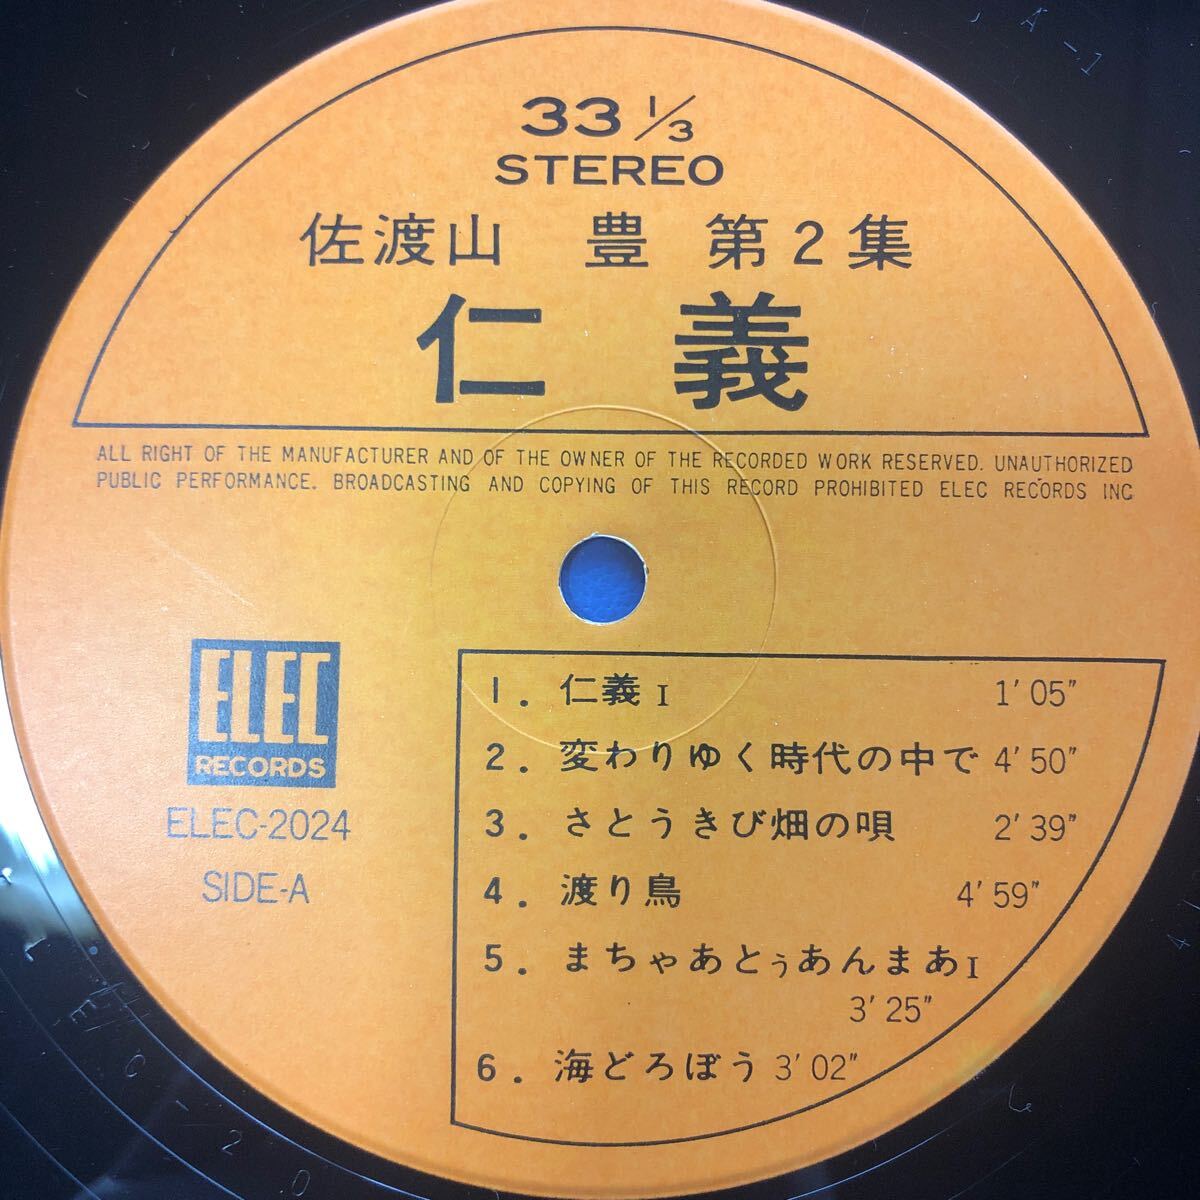 33 1/3
STEREO
佐渡山 豊 第2集
仁義
ALL RIGHT OF THE MANUFACTURER AND OF THE OWNER OF THE RECORDED WORK RESERVED. UNAUTHORIZED
PUBLIC PERFORMANCE. BROADCASTING AND COPYING OF THIS RECORD PROHIBITED ELEC RECORDS INC
ELEC
RECORDS
ELEC-2024
SIDE-A
1. 仁義 I 1′05″
2. 変わりゆく時代の中で 4′50″
3. さとうきび畑の唄 2′39″
4. 渡り鳥 4′59″
5. まちゃあとぅあんまあ I
3′25″
6. 海どろぼう 3′02″
A-1